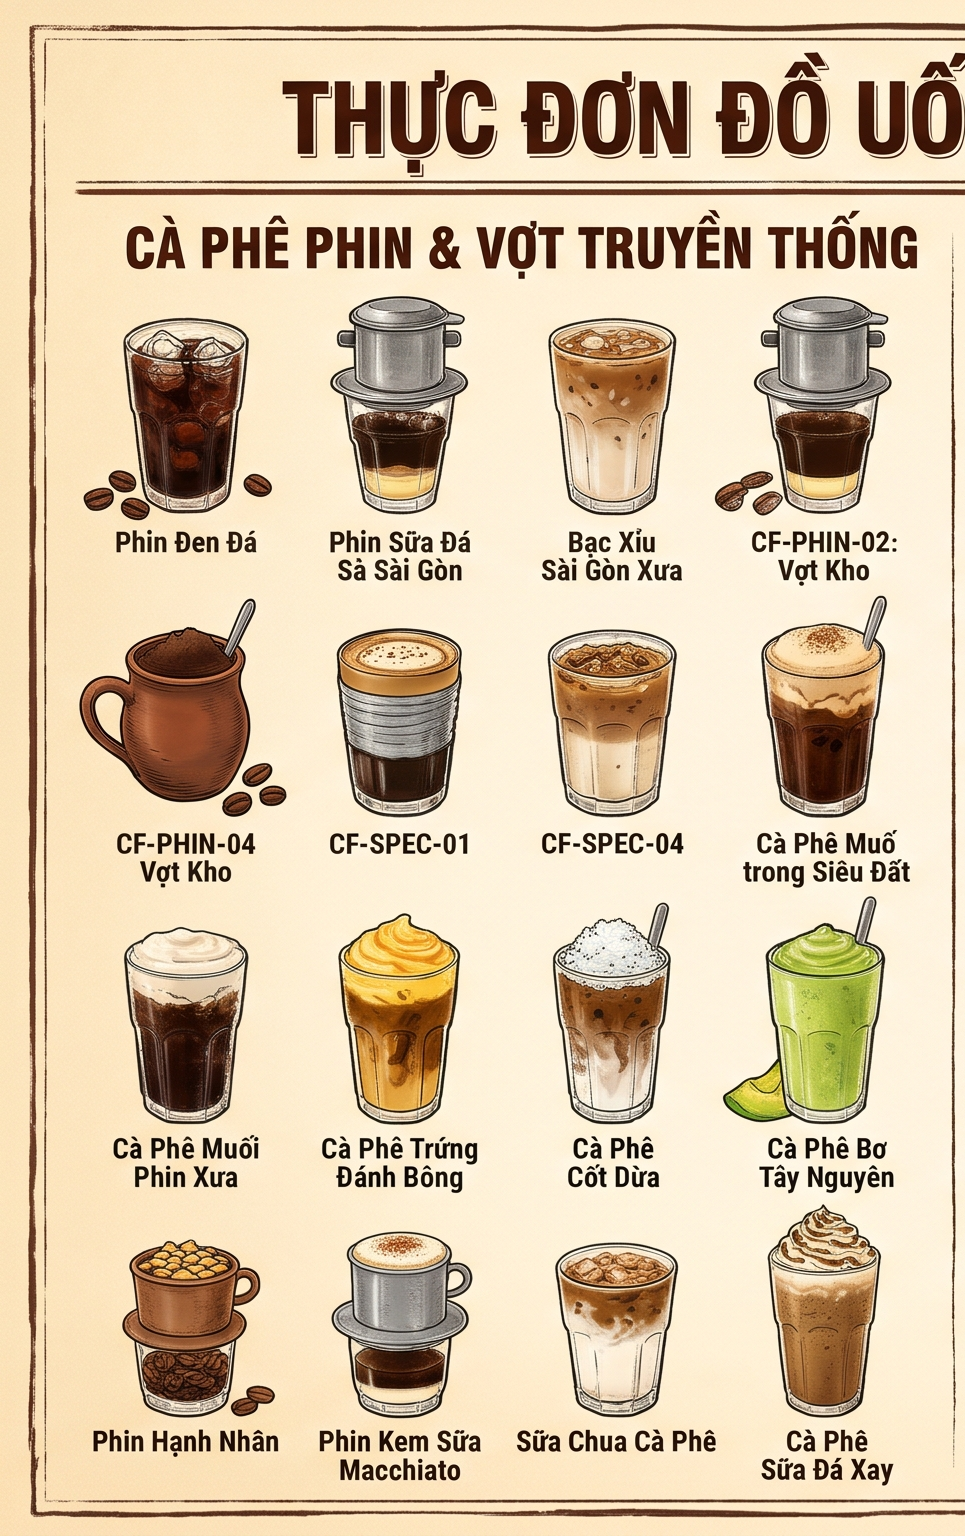 THỰC ĐƠN ĐỒ UỐ
CÀ PHÊ PHIN & VỢT TRUYỀN THỐNG
Phin Đen Đá
Phin Sữa Đá
Sà Sài Gòn
Bạc Xỉu
Sài Gòn Xưa
CF-PHIN-02:
Vợt Kho
CF-PHIN-04
Vợt Kho
CF-SPEC-01
CF-SPEC-04
Cà Phê Muố
trong Siêu Đất
Cà Phê Muối
Phin Xưa
Cà Phê Trứng
Đánh Bông
Cà Phê
Cốt Dừa
Cà Phê Bơ
Tây Nguyên
Phin Hạnh Nhân
Phin Kem Sữa
Macchiato
Sữa Chua Cà Phê
Cà Phê
Sữa Đá Xay